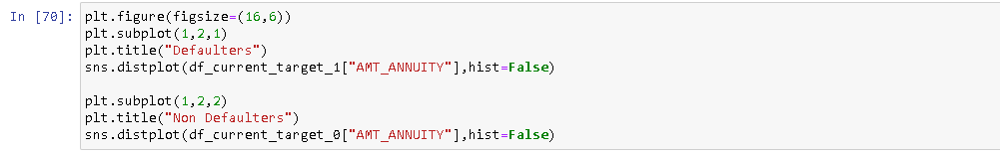 In [70]: plt.figure(figsize=(16,6))
plt.subplot(1,2,1)
plt.title("Defaulters")
sns.distplot(df_current_target_1["AMT_ANNUITY"],hist=False)
plt.subplot(1,2,2)
plt.title("Non Defaulters")
sns.distplot(df_current_target_0["AMT_ANNUITY"],hist=False)